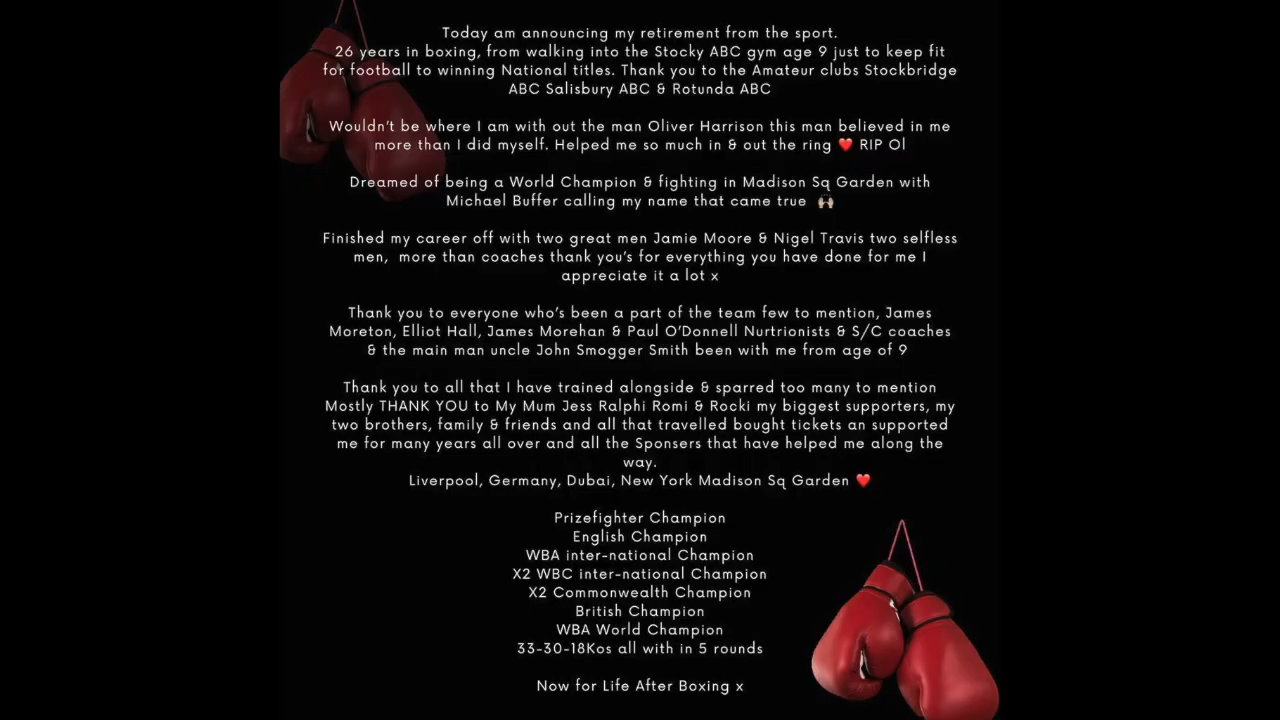 Today am announcing my retirement from the sport.
26 years in boxing, from walking into the Stocky ABC gym age 9 just to keep fit
for football to winning National titles. Thank you to the Amateur clubs Stockbridge
ABC Salisbury ABC & Rotunda ABC
Wouldn't be where I am with out the man Oliver Harrison this man believed in me
more than I did myself. Helped me so much in & out the ring ❤️ RIP Ol
Dreamed of being a World Champion & fighting in Madison Sq Garden with
Michael Buffer calling my name that came true 🙌🏼
Finished my career off with two great men Jamie Moore & Nigel Travis two selfless
men, more than coaches thank you's for everything you have done for me I
appreciate it a lot x
Thank you to everyone who's been a part of the team few to mention, James
Moreton, Elliot Hall, James Morehan & Paul O'Donnell Nurtrionists & S/C coaches
& the main man uncle John Smogger Smith been with me from age of 9
Thank you to all that I have trained alongside & sparred too many to mention
Mostly THANK YOU to My Mum Jess Ralphi Romi & Rocki my biggest supporters, my
two brothers, family & friends and all that travelled bought tickets an supported
me for many years all over and all the Sponsers that have helped me along the
way.
Liverpool, Germany, Dubai, New York Madison Sq Garden ❤️
Prizefighter Champion
English Champion
WBA inter-national Champion
X2 WBC inter-national Champion
X2 Commonwealth Champion
British Champion
WBA World Champion
33-30-18Kos all with in 5 rounds
Now for Life After Boxing x